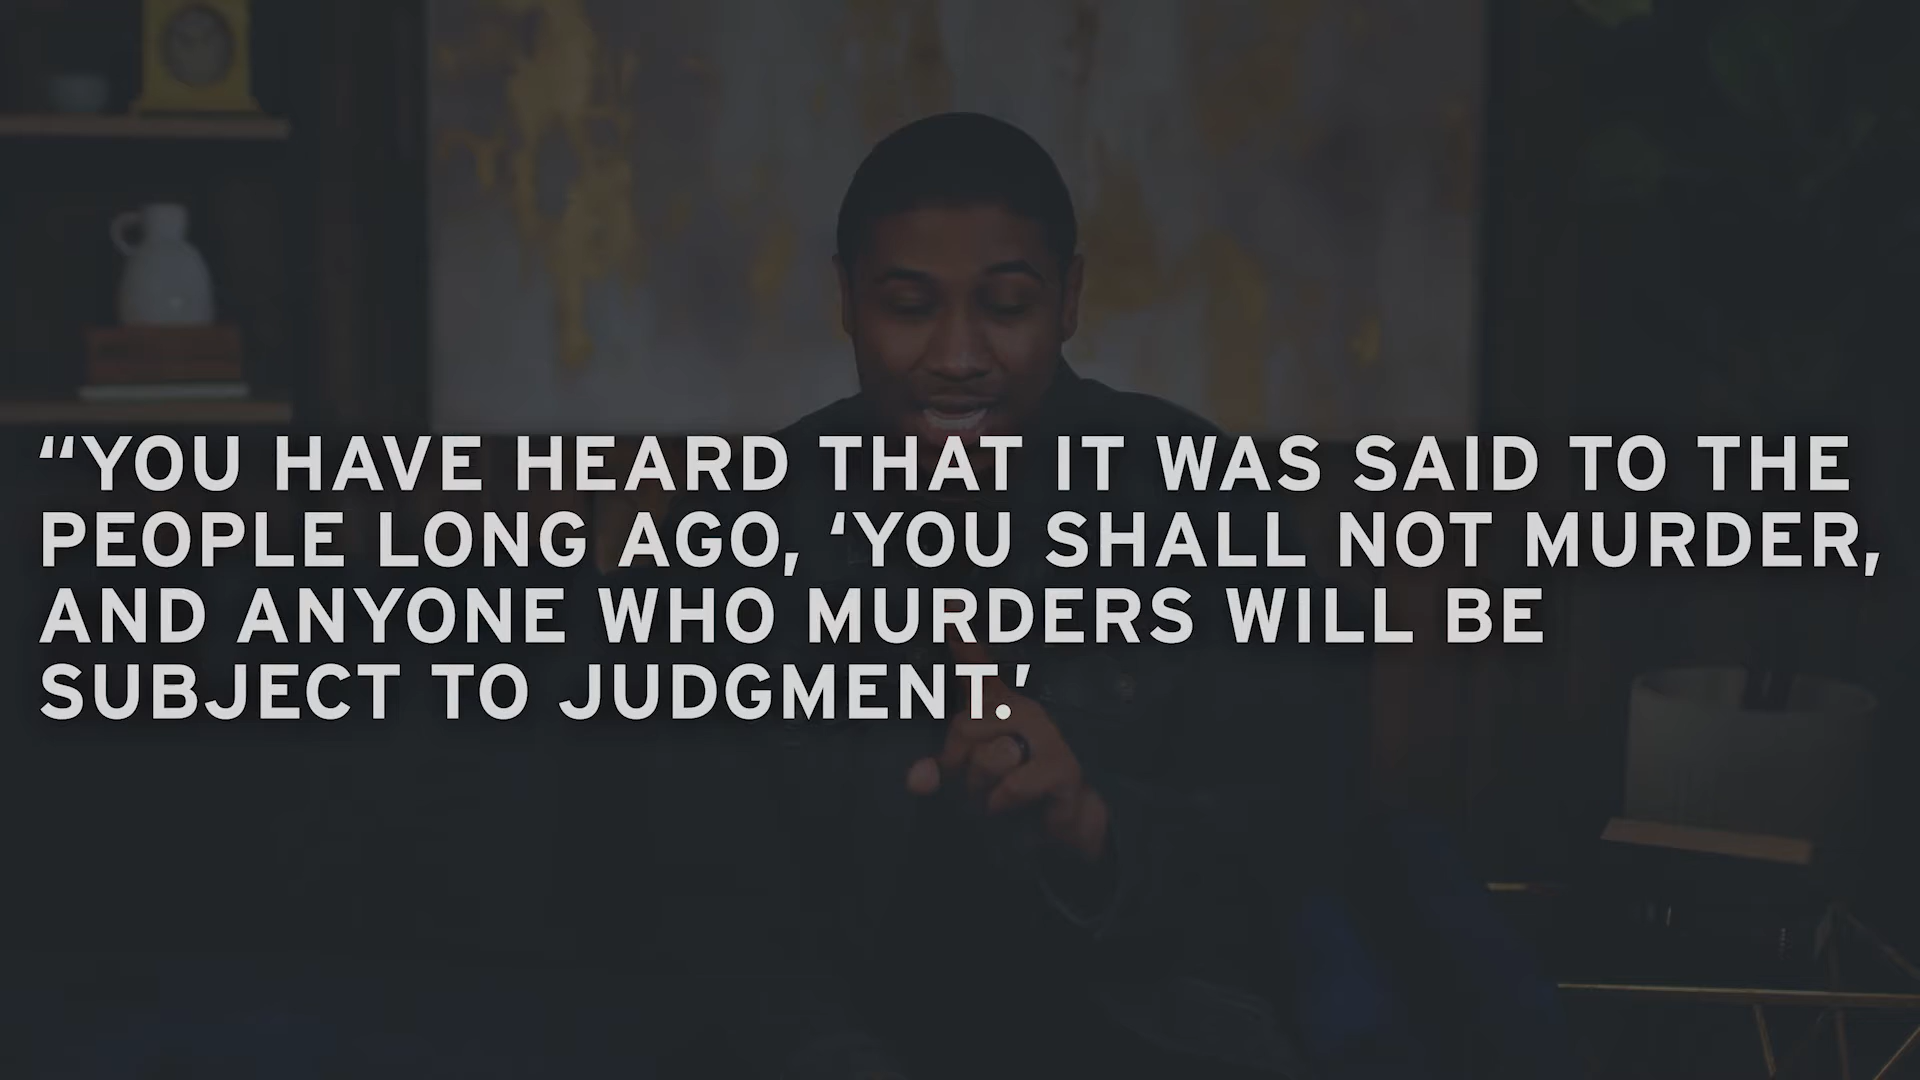 “YOU HAVE HEARD THAT IT WAS SAID TO THE
PEOPLE LONG AGO, ‘YOU SHALL NOT MURDER,
AND ANYONE WHO MURDERS WILL BE
SUBJECT TO JUDGMENT.’